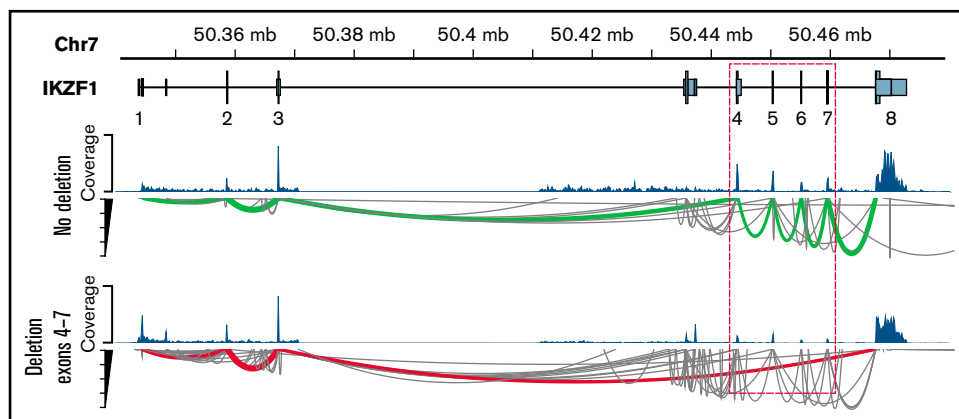 Chr7 50.36 mb 50.38 mb 50.4 mb 50.42 mb 50.44 mb 50.46 mb
IKZF1
1 2 3 4 5 6 7 8
No deletion
Coverage
Deletion
exons 4–7
Coverage